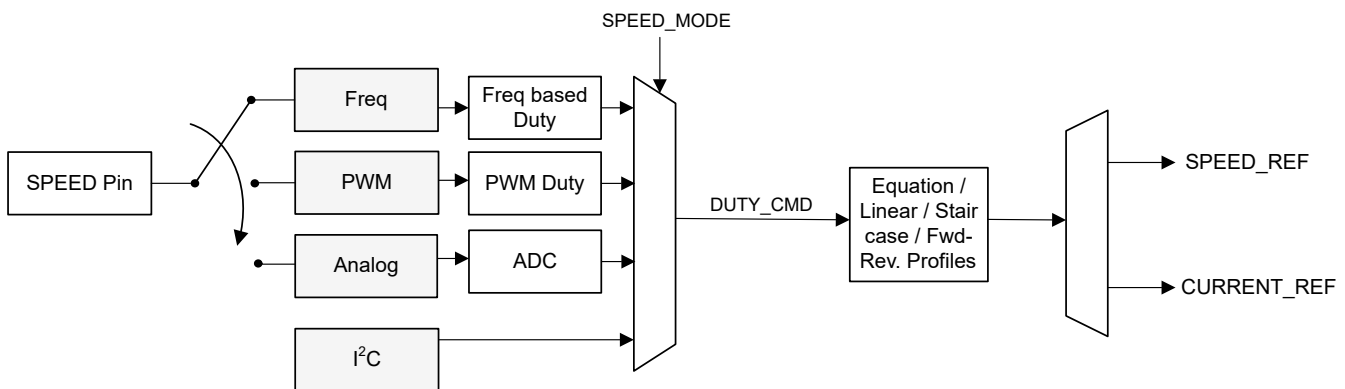 SPEED_MODE
Freq
Freq based
Duty
SPEED Pin
PWM
PWM Duty
DUTY_CMD
Equation /
Linear / Stair
case / Fwd-
Rev. Profiles
SPEED_REF
Analog
ADC
CURRENT_REF
I²C